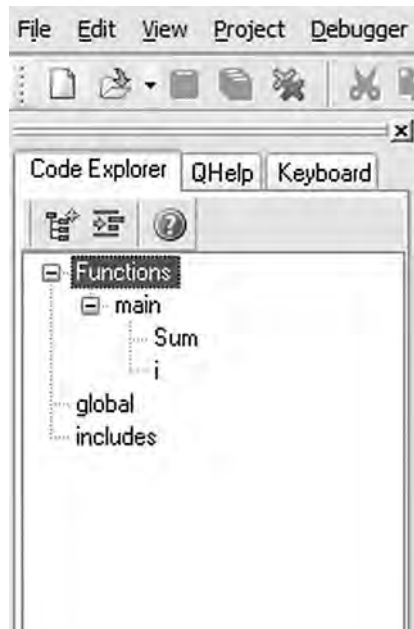 File Edit View Project Debugger
Code Explorer QHelp Keyboard
Functions
main
Sum
i
global
includes